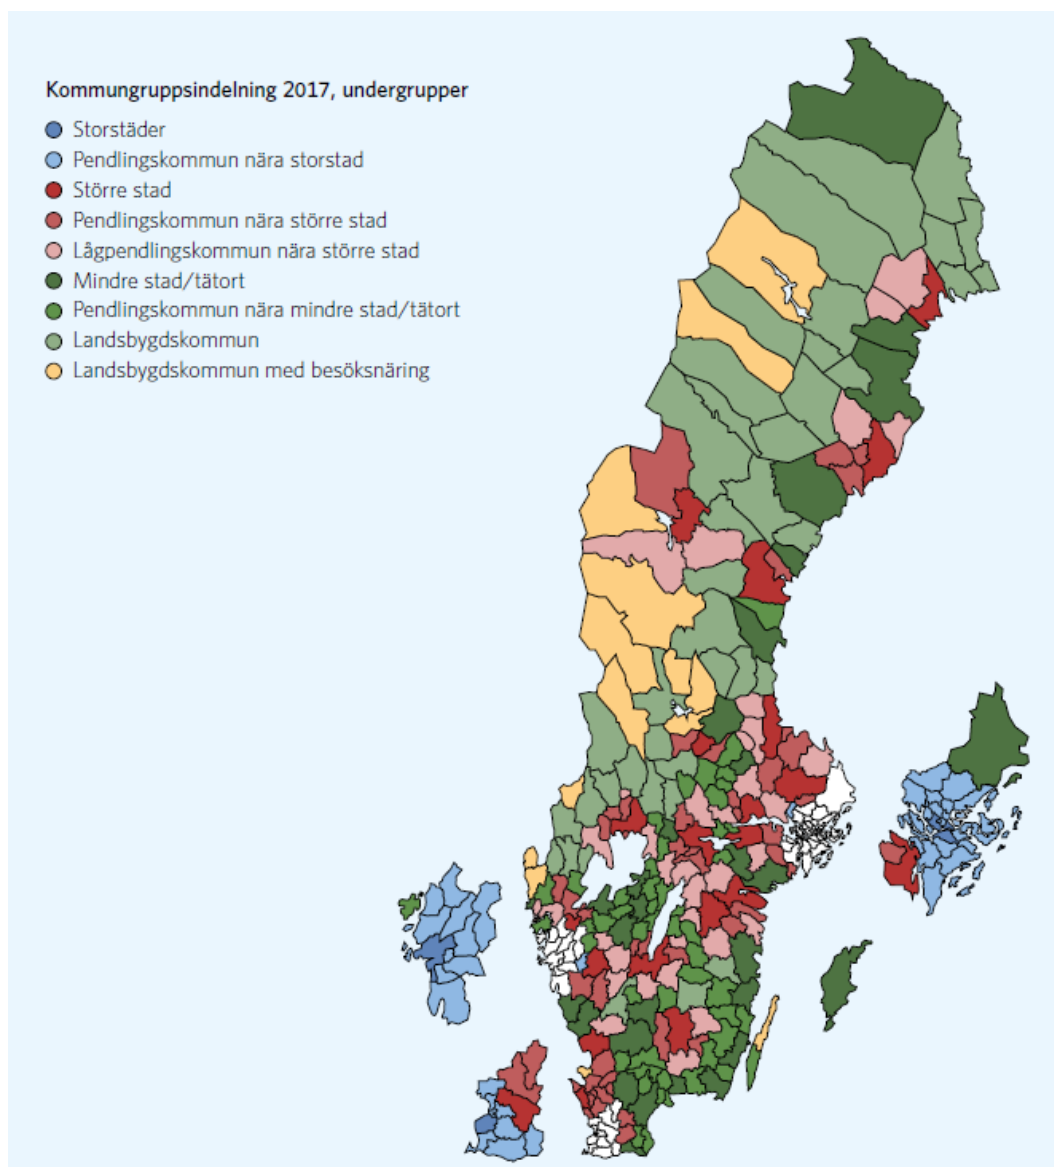 Kommungruppsindelning 2017, undergrupper
Storstäder
Pendlingskommun nära storstad
Större stad
Pendlingskommun nära större stad
Lågpendlingskommun nära större stad
Mindre stad/tätort
Pendlingskommun nära mindre stad/tätort
Landsbygdskommun
Landsbygdskommun med besöksnäring